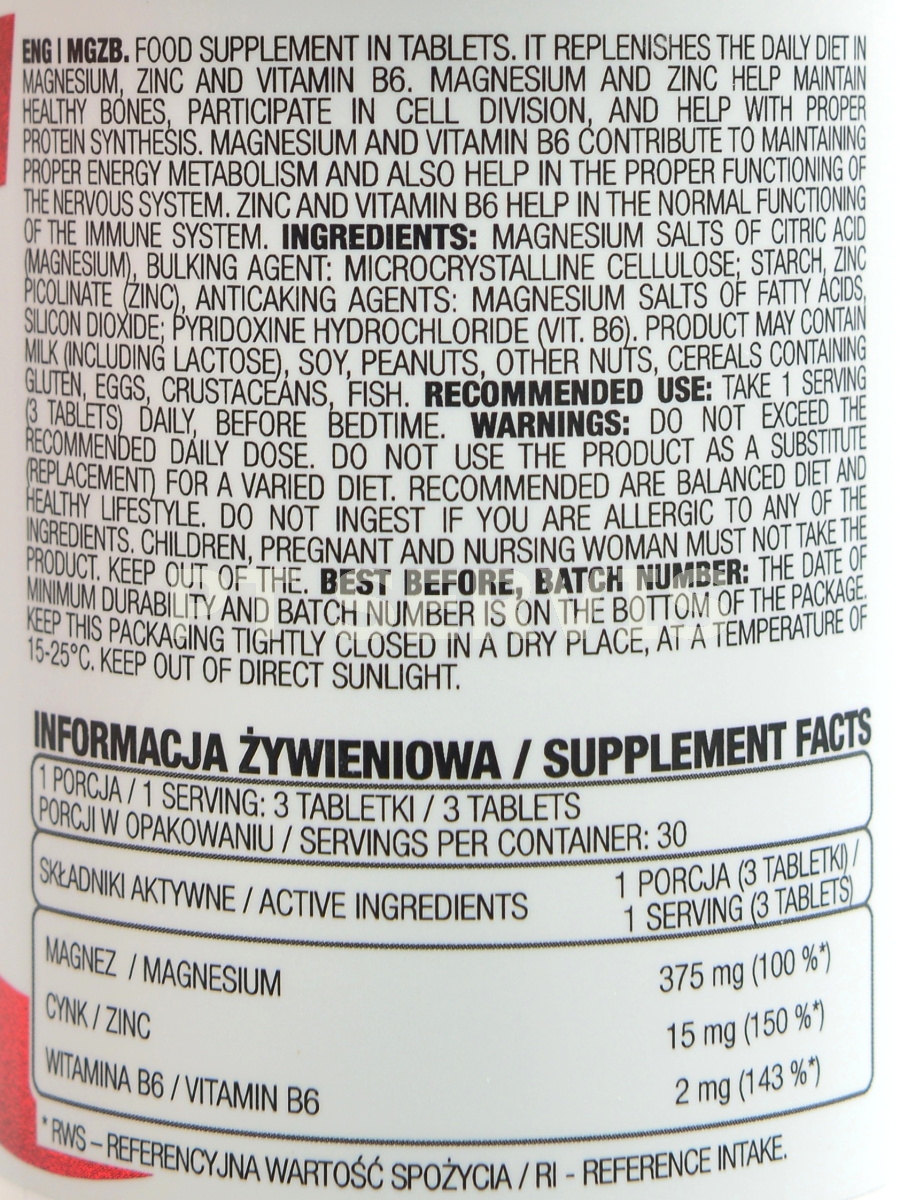 ENG | MGZB. FOOD SUPPLEMENT IN TABLETS. IT REPLENISHES THE DAILY DIET IN
MAGNESIUM, ZINC AND VITAMIN B6. MAGNESIUM AND ZINC HELP MAINTAIN
HEALTHY BONES, PARTICIPATE IN CELL DIVISION, AND HELP WITH PROPER
PROTEIN SYNTHESIS. MAGNESIUM AND VITAMIN B6 CONTRIBUTE TO MAINTAINING
PROPER ENERGY METABOLISM AND ALSO HELP IN THE PROPER FUNCTIONING OF
THE NERVOUS SYSTEM. ZINC AND VITAMIN B6 HELP IN THE NORMAL FUNCTIONING
OF THE IMMUNE SYSTEM. INGREDIENTS: MAGNESIUM SALTS OF CITRIC ACID
(MAGNESIUM), BULKING AGENT: MICROCRYSTALLINE CELLULOSE; STARCH, ZINC
PICOLINATE (ZINC), ANTICAKING AGENTS: MAGNESIUM SALTS OF FATTY ACIDS,
SILICON DIOXIDE; PYRIDOXINE HYDROCHLORIDE (VIT. B6). PRODUCT MAY CONTAIN
MILK (INCLUDING LACTOSE), SOY, PEANUTS, OTHER NUTS, CEREALS CONTAINING
GLUTEN, EGGS, CRUSTACEANS, FISH. RECOMMENDED USE: TAKE 1 SERVING
(3 TABLETS) DAILY, BEFORE BEDTIME. WARNINGS: DO NOT EXCEED THE
RECOMMENDED DAILY DOSE. DO NOT USE THE PRODUCT AS A SUBSTITUTE
(REPLACEMENT) FOR A VARIED DIET. RECOMMENDED ARE BALANCED DIET AND
HEALTHY LIFESTYLE. DO NOT INGEST IF YOU ARE ALLERGIC TO ANY OF THE
INGREDIENTS. CHILDREN, PREGNANT AND NURSING WOMAN MUST NOT TAKE THE
PRODUCT. KEEP OUT OF THE. BEST BEFORE, BATCH NUMBER: THE DATE OF
MINIMUM DURABILITY AND BATCH NUMBER IS ON THE BOTTOM OF THE PACKAGE.
KEEP THIS PACKAGING TIGHTLY CLOSED IN A DRY PLACE, AT A TEMPERATURE OF
15-25°C. KEEP OUT OF DIRECT SUNLIGHT.
INFORMACJA ŻYWIENIOWA / SUPPLEMENT FACTS
1 PORCJA / 1 SERVING: 3 TABLETKI / 3 TABLETS
PORCJI W OPAKOWANIU / SERVINGS PER CONTAINER: 30
SKŁADNIKI AKTYWNE / ACTIVE INGREDIENTS 1 PORCJA (3 TABLETKI) /
1 SERVING (3 TABLETS)
MAGNEZ / MAGNESIUM 375 mg (100 %*)
CYNK / ZINC 15 mg (150 %*)
WITAMINA B6 / VITAMIN B6 2 mg (143 %*)
* RWS – REFERENCYJNA WARTOŚĆ SPOŻYCIA / RI - REFERENCE INTAKE.